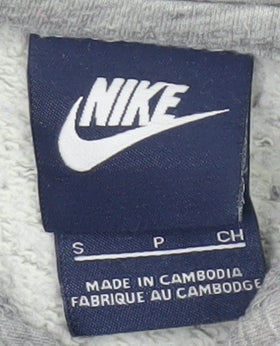 NIKE
S P CH
MADE IN CAMBODIA
FABRIQUE AU CAMBODGE